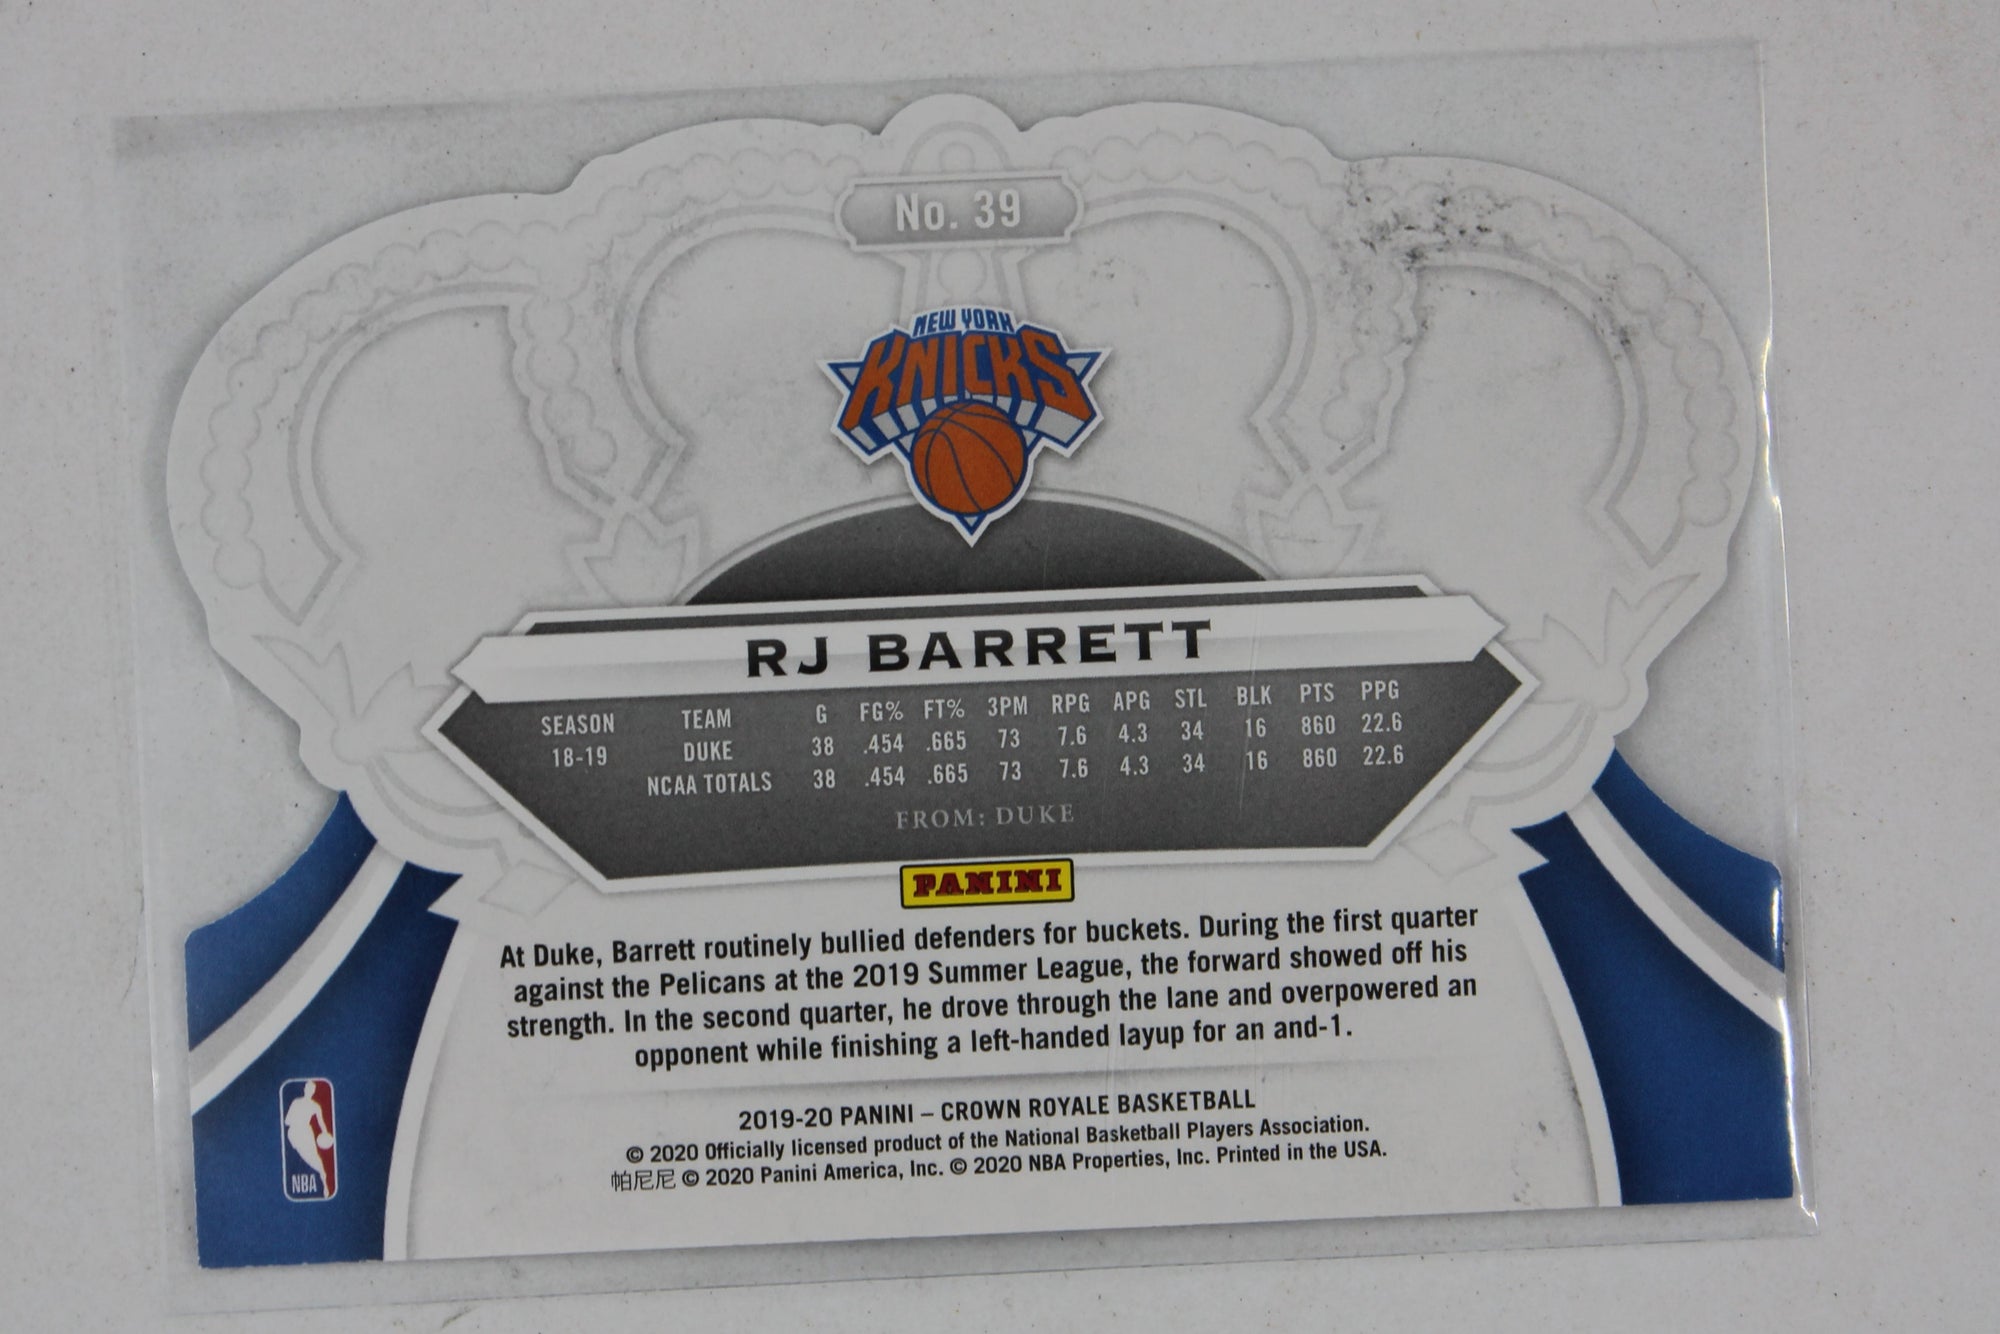 No. 39
NEW YORK
KNICKS
RJ BARRETT
SEASON TEAM G FG% FT% 3PM RPG APG STL BLK PTS PPG
18-19 DUKE 38 .454 .665 73 7.6 4.3 34 16 860 22.6
NCAA TOTALS 38 .454 .665 73 7.6 4.3 34 16 860 22.6
FROM: DUKE
PANINI
At Duke, Barrett routinely bullied defenders for buckets. During the first quarter
against the Pelicans at the 2019 Summer League, the forward showed off his
strength. In the second quarter, he drove through the lane and overpowered an
opponent while finishing a left-handed layup for an and-1.
2019-20 PANINI – CROWN ROYALE BASKETBALL
© 2020 Officially licensed product of the National Basketball Players Association.
帕尼尼 © 2020 Panini America, Inc. © 2020 NBA Properties, Inc. Printed in the USA.
NBA